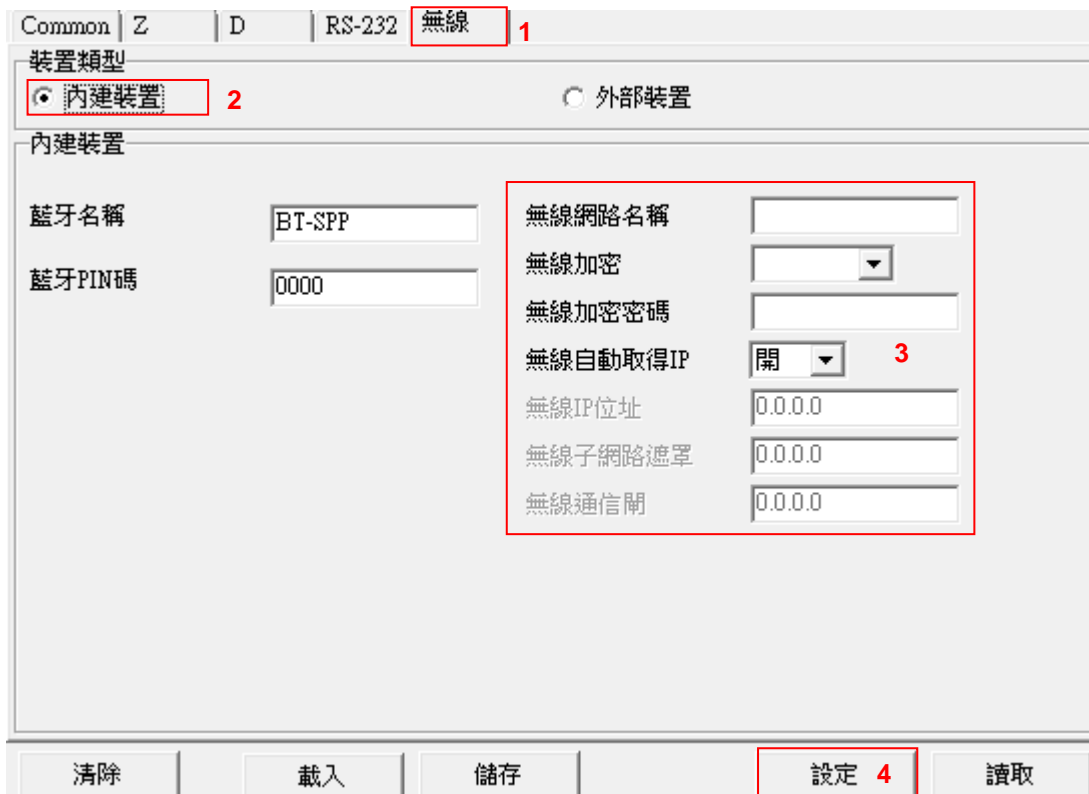 Common Z D RS-232 無線 1
裝置類型
內建裝置 2 外部裝置
內建裝置
藍牙名稱 BT-SPP 無線網路名稱
無線加密
藍牙PIN碼 0000
無線加密密碼
無線自動取得IP 開 3
無線IP位址 0.0.0.0
無線子網路遮罩 0.0.0.0
無線通信閘 0.0.0.0
清除 載入 儲存 設定 4 讀取